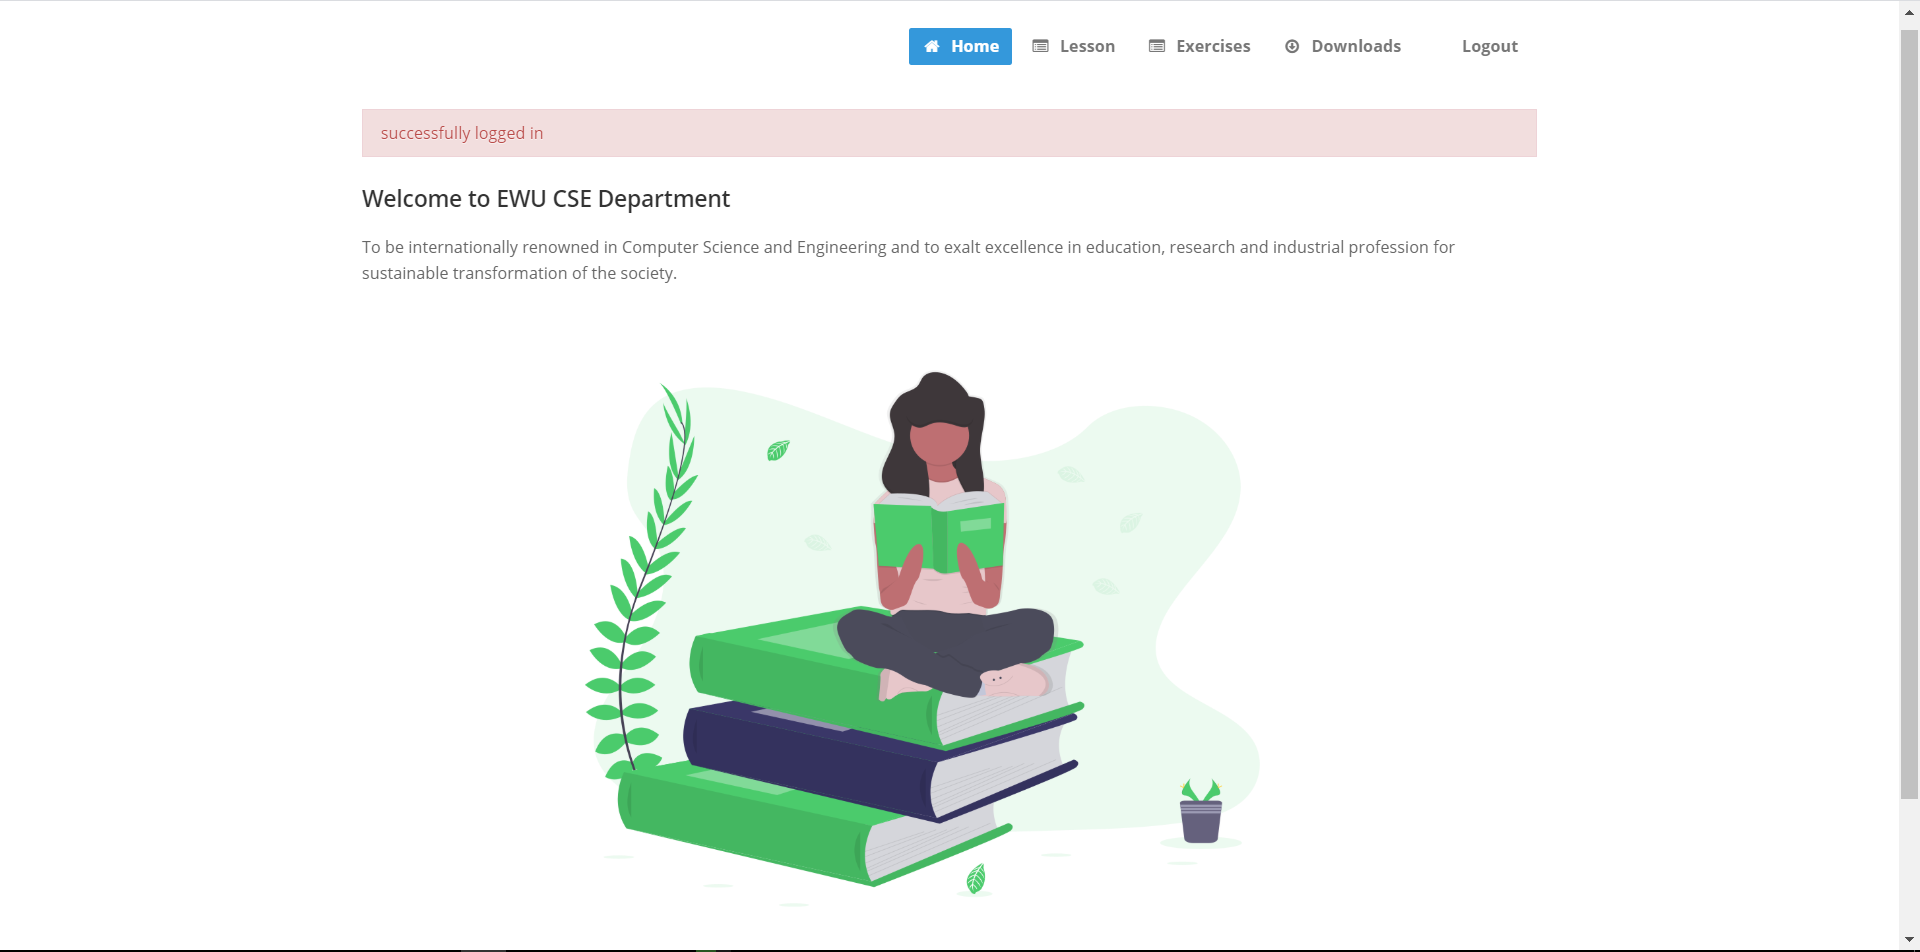 Home Lesson Exercises Downloads Logout
successfully logged in
Welcome to EWU CSE Department
To be internationally renowned in Computer Science and Engineering and to exalt excellence in education, research and industrial profession for
sustainable transformation of the society.